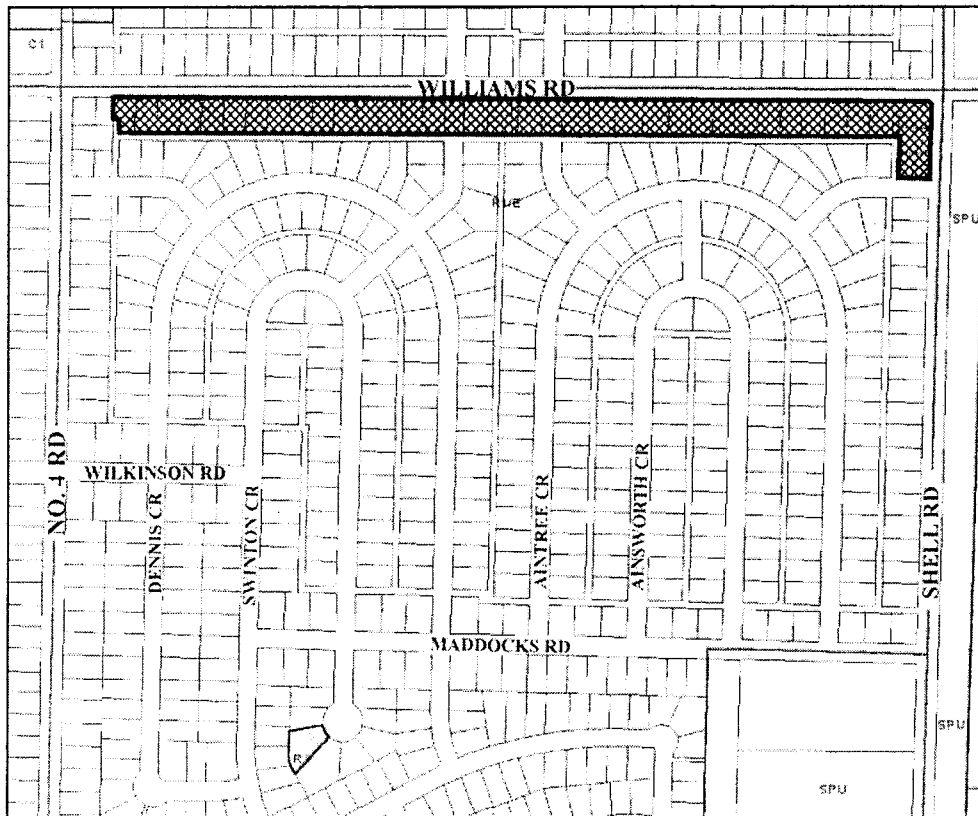 C1
WILLIAMS RD
SPU
NO. 4 RD
WILKINSON RD
DENNIS CR
SWINTON CR
AINTREE CR
AINSWORTH CR
SHELL RD
MADDOCKS RD
SPU
SPU